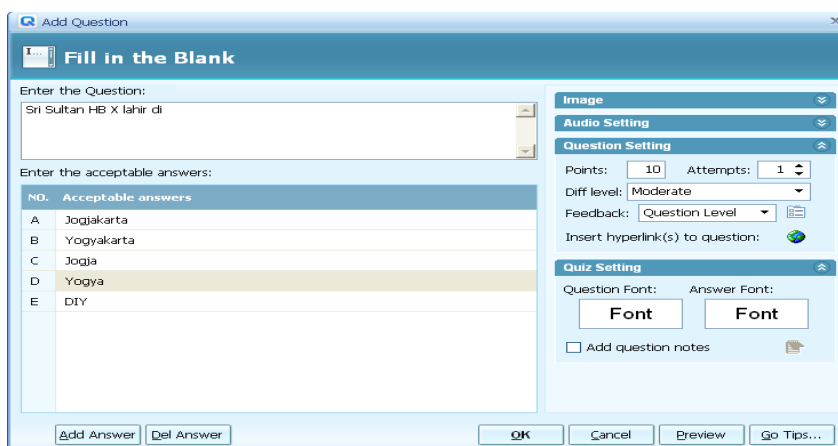 Add Question
I...
Fill in the Blank
Enter the Question:
Sri Sultan HB X lahir di
Enter the acceptable answers:
NO. Acceptable answers
A Jogjakarta
B Yogyakarta
C Jogja
D Yogya
E DIY
Add Answer Del Answer
Image
Audio Setting
Question Setting
Points: 10 Attempts: 1
Diff level: Moderate
Feedback: Question Level
Insert hyperlink(s) to question:
Quiz Setting
Question Font: Answer Font:
Font Font
Add question notes
OK Cancel Preview Go Tips...